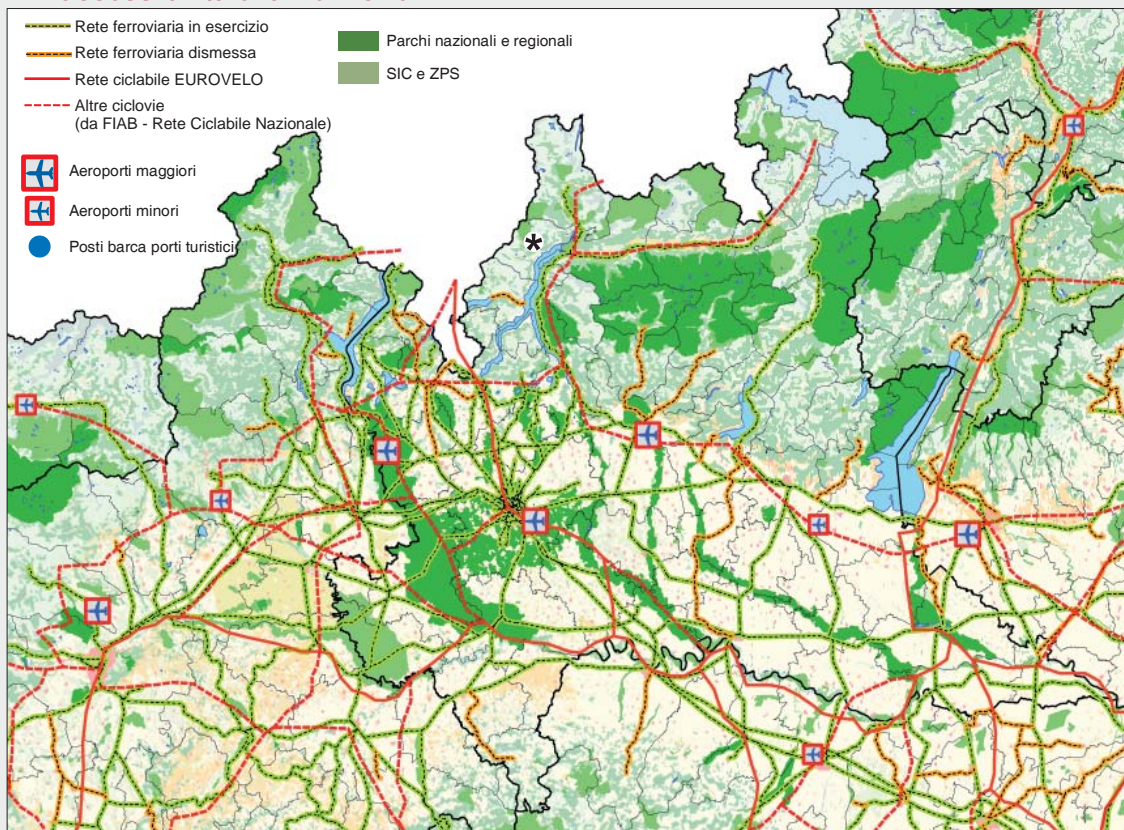 Rete ferroviaria in esercizio
Rete ferroviaria dismessa
Rete ciclabile EUROVELO
Altre ciclovie
(da FIAB - Rete Ciclabile Nazionale)
Aeroporti maggiori
Aeroporti minori
Posti barca porti turistici
Parchi nazionali e regionali
SIC e ZPS
*